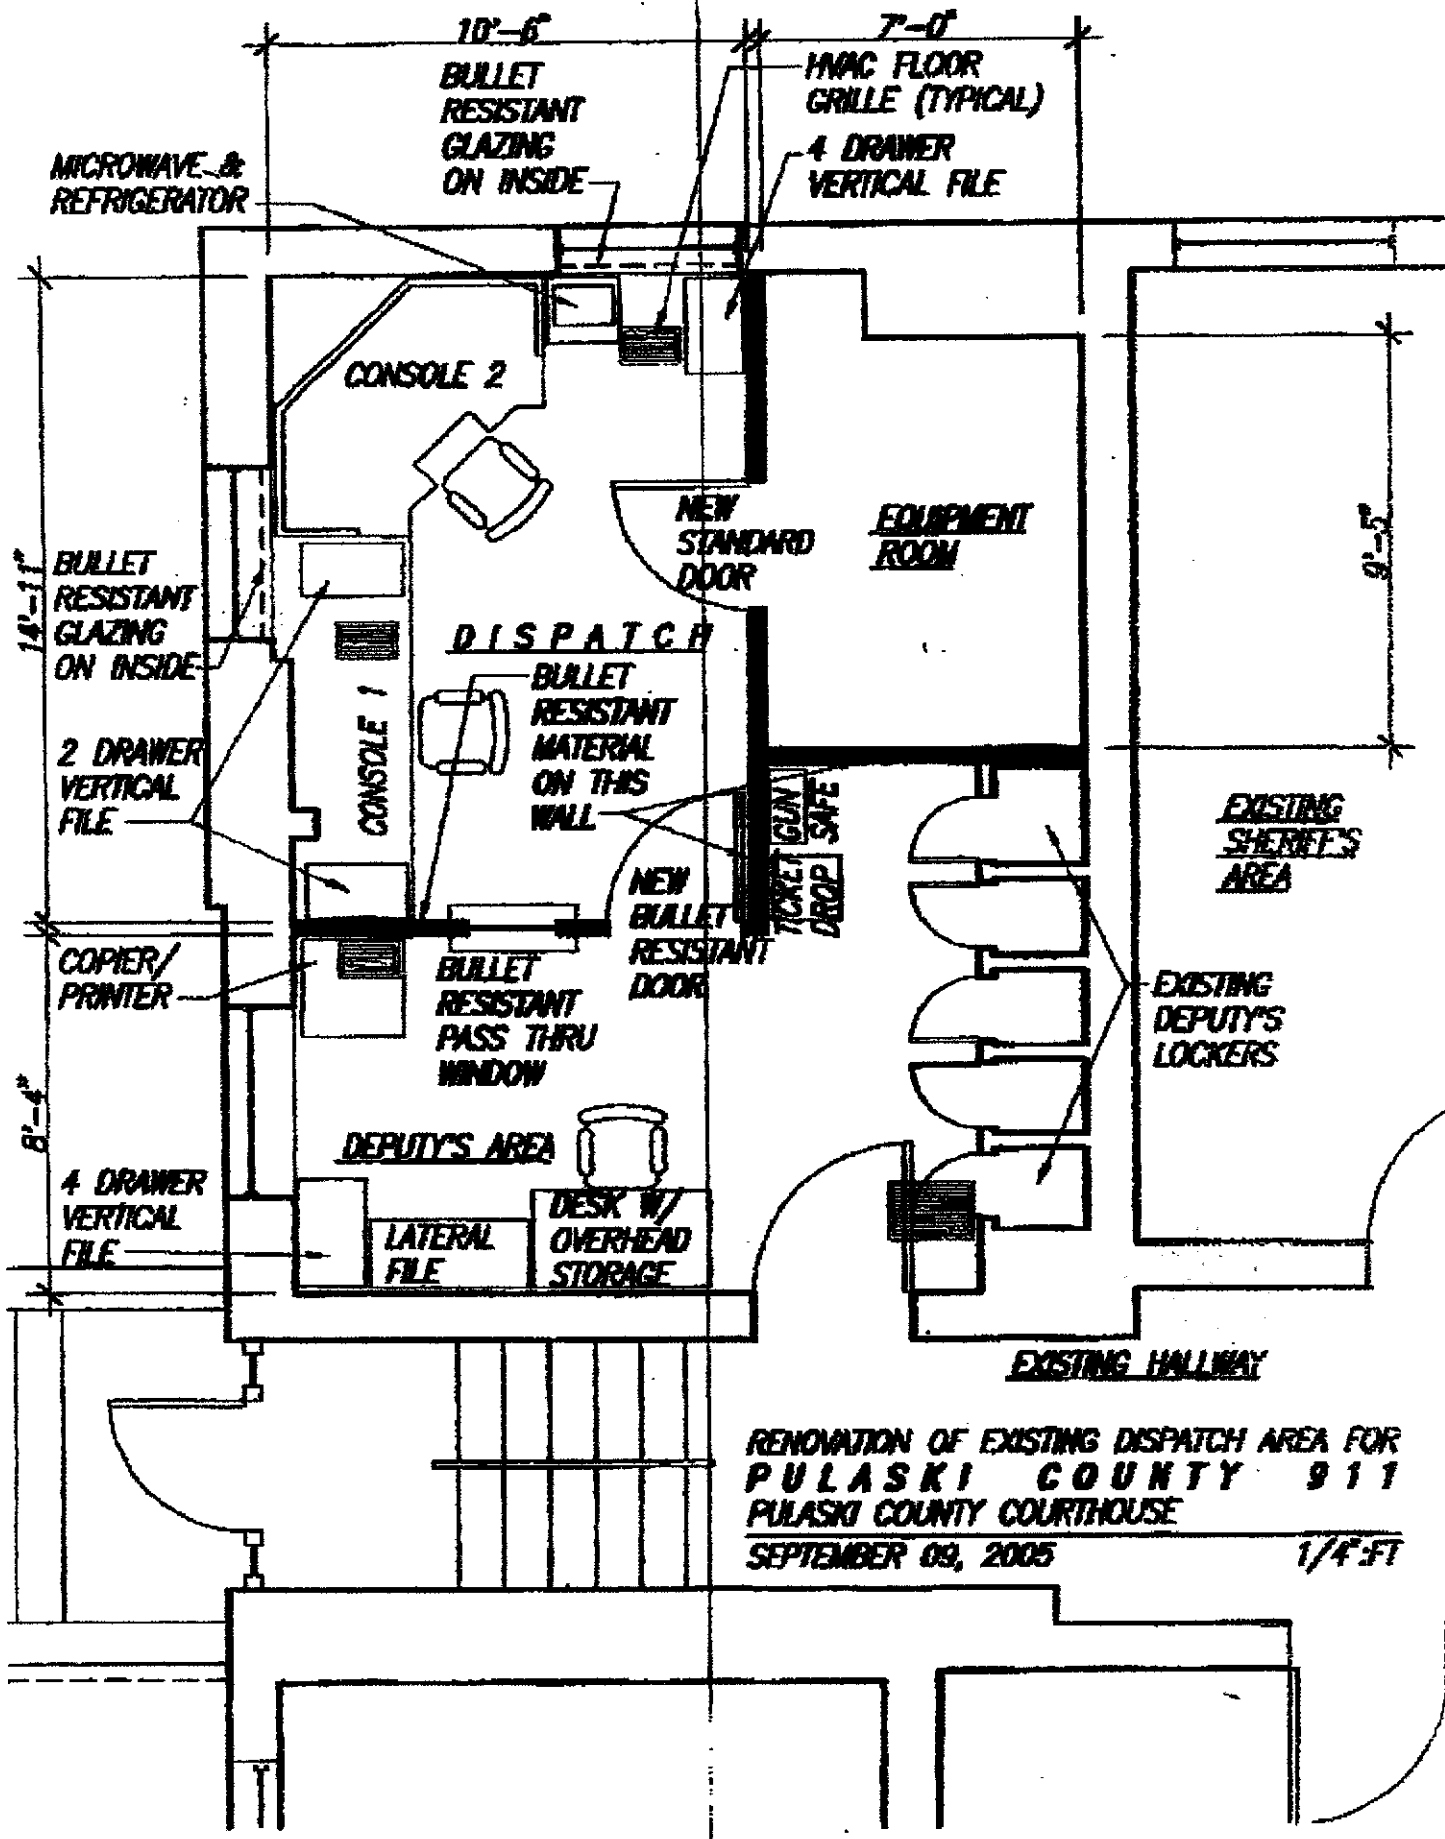 10'-6"
7'-0"
BULLET
RESISTANT
GLAZING
ON INSIDE
HVAC FLOOR
GRILLE (TYPICAL)
4 DRAWER
VERTICAL FILE
MICROWAVE &
REFRIGERATOR
CONSOLE 2
NEW
STANDARD
DOOR
EQUIPMENT
ROOM
9'-5"
14'-11"
BULLET
RESISTANT
GLAZING
ON INSIDE
DISPATCH
BULLET
RESISTANT
MATERIAL
ON THIS
WALL
2 DRAWER
VERTICAL
FILE
CONSOLE 1
GUN
SAFE
TICKET
DROP
EXISTING
SHERIFF'S
AREA
NEW
BULLET
RESISTANT
DOOR
COPIER/
PRINTER
BULLET
RESISTANT
PASS THRU
WINDOW
EXISTING
DEPUTY'S
LOCKERS
8'-4"
DEPUTY'S AREA
4 DRAWER
VERTICAL
FILE
LATERAL
FILE
DESK W/
OVERHEAD
STORAGE
EXISTING HALLWAY
RENOVATION OF EXISTING DISPATCH AREA FOR
PULASKI COUNTY 911
PULASKI COUNTY COURTHOUSE
SEPTEMBER 09, 2005 1/4":FT